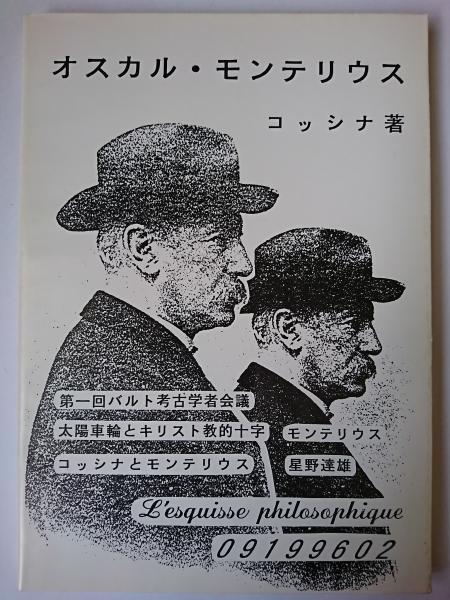 オスカル・モンテリウス
コッシナ著
第一回バルト考古学者会議
太陽車輪とキリスト教的十字 モンテリウス
コッシナとモンテリウス 星野達雄
L'esquisse philosophique
09199602